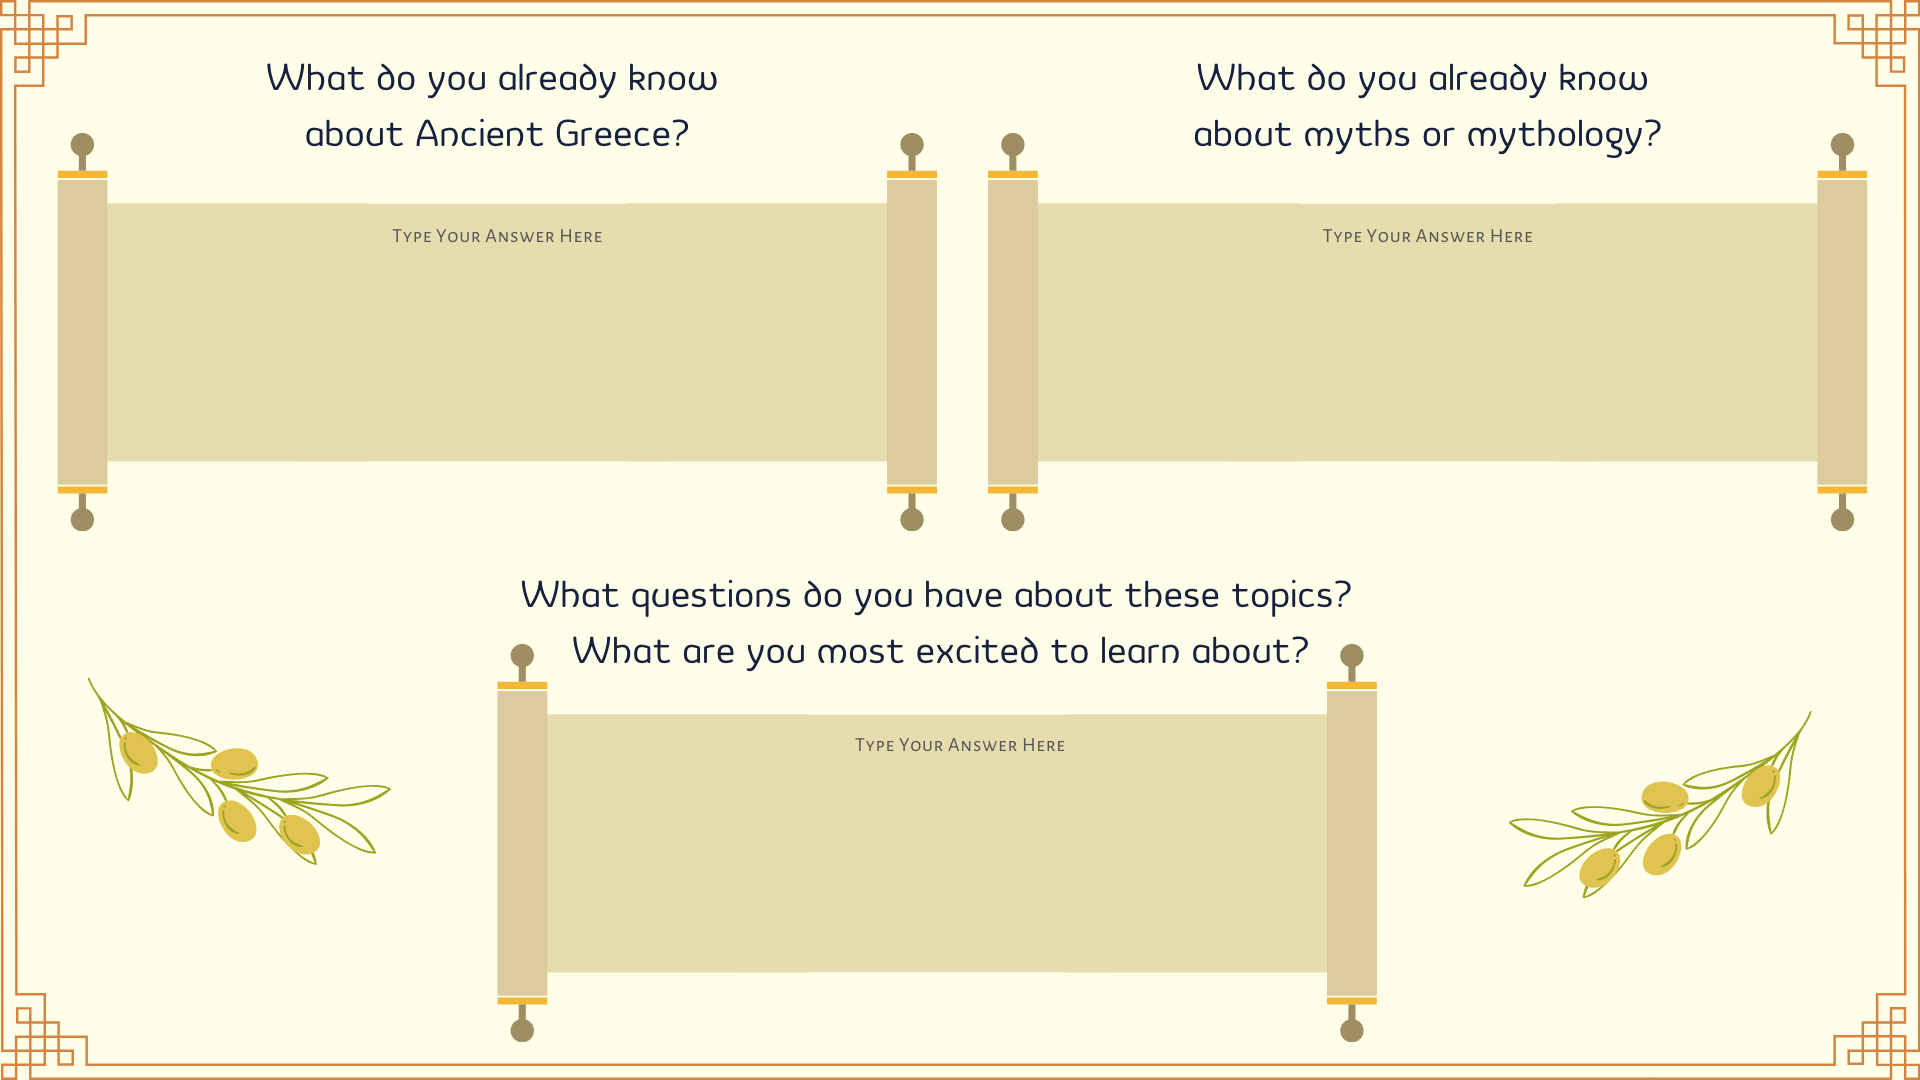 What do you already know
about Ancient Greece?
Type Your Answer Here
What do you already know
about myths or mythology?
Type Your Answer Here
What questions do you have about these topics?
What are you most excited to learn about?
Type Your Answer Here